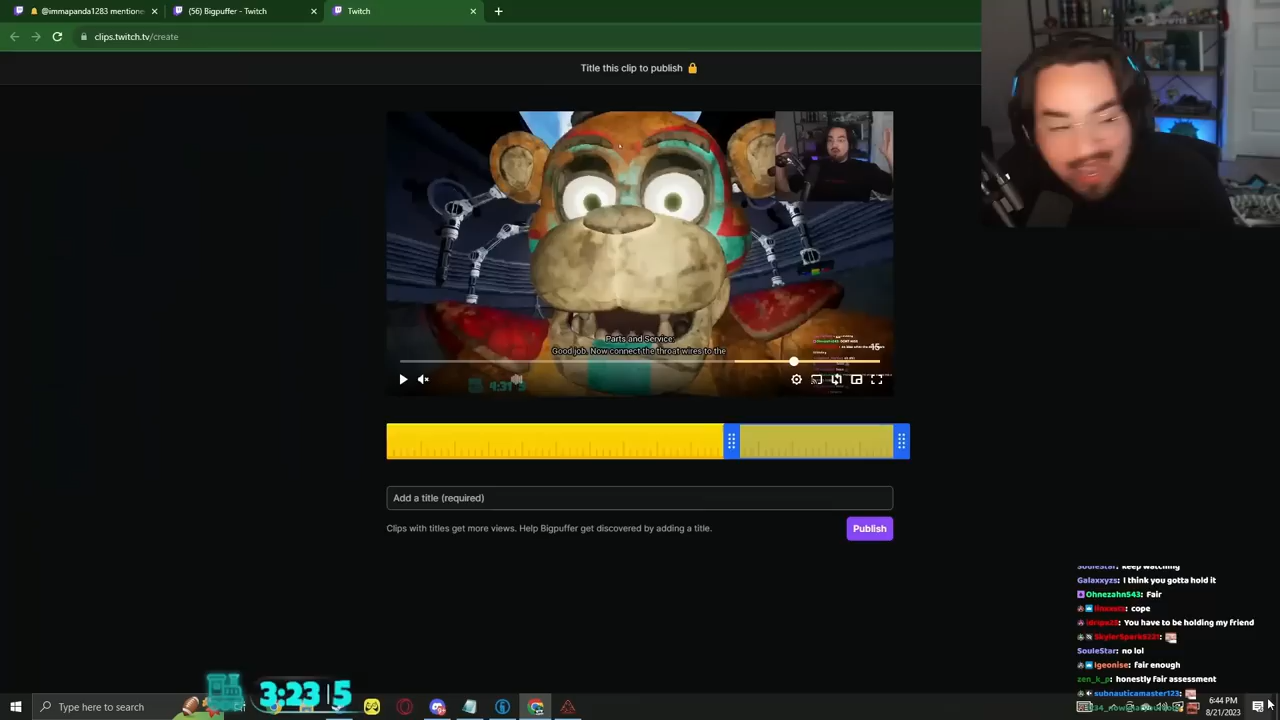 @immapanda1283 mentione
(56) Bigpuffer - Twitch
Twitch
clips.twitch.tv/create
Title this clip to publish
Parts and Service:
Good job. Now connect the throat wires to the
Add a title (required)
Clips with titles get more views. Help Bigpuffer get discovered by adding a title.
Publish
SouleStar: keep watching
Galaxxyzs: I think you gotta hold it
Ohnezahn543: Fair
cope
You have to be holding my friend
SouleStar: no lol
Igeonise: fair enough
zen_k_p: honestly fair assessment
subnauticamaster123:
3:23 5
Type here to search
6:44 PM
8/21/2023